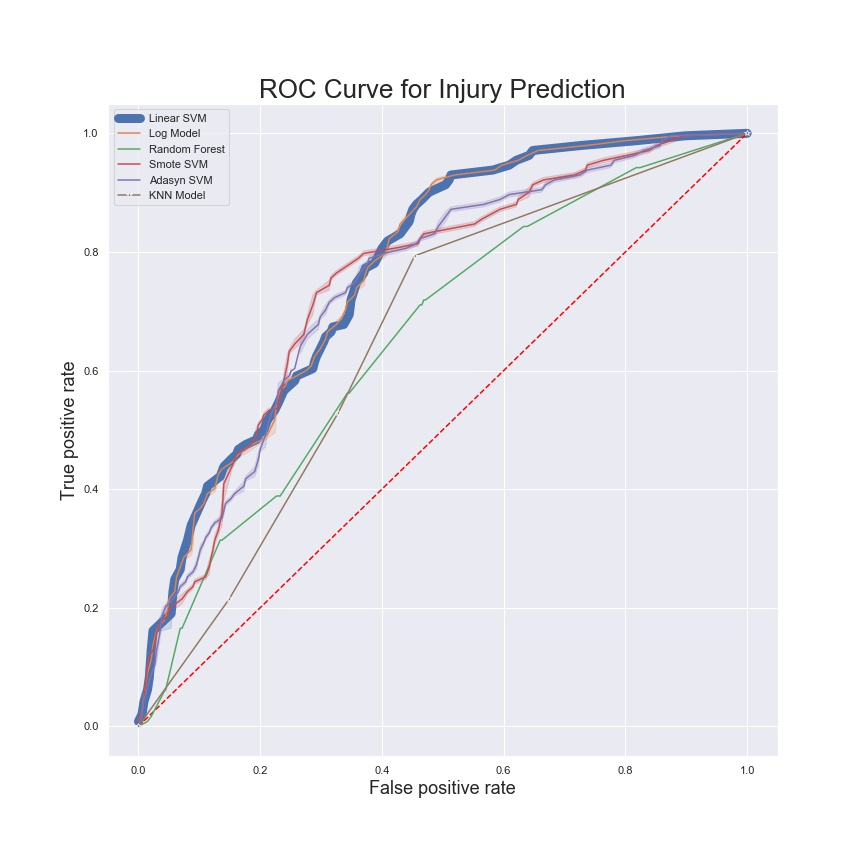 ROC Curve for Injury Prediction
Linear SVM
Log Model
Random Forest
Smote SVM
Adasyn SVM
KNN Model
1.0
0.8
0.6
0.4
0.2
0.0
True positive rate
0.0 0.2 0.4 0.6 0.8 1.0
False positive rate